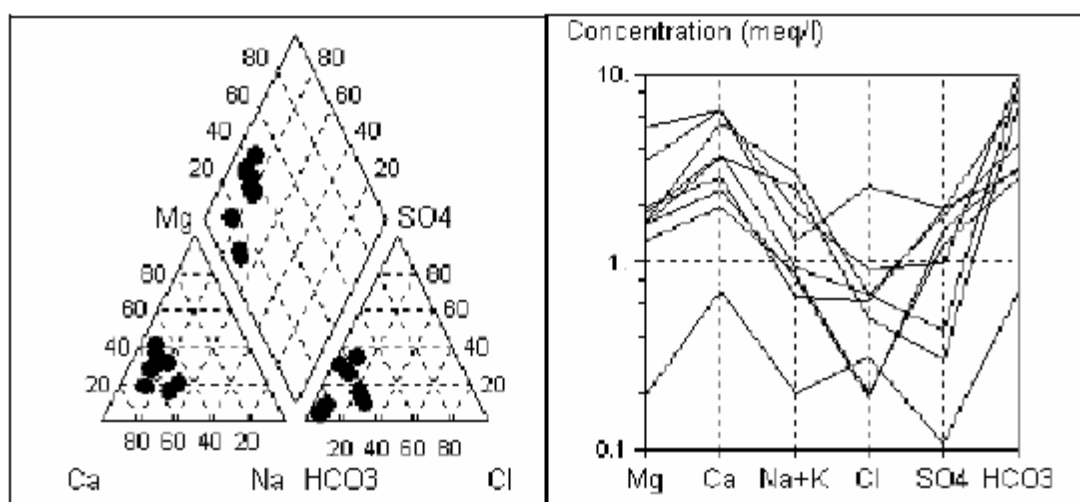 80 80
60 60
40 40
20 20
Mg SO4
80 80
60 60
40 40
20 20
80 60 40 20 20 40 60 80
Ca Na HCO3 Cl
Concentration (meq/l)
10.
1.
0.1
Mg Ca Na+K Cl SO4 HCO3